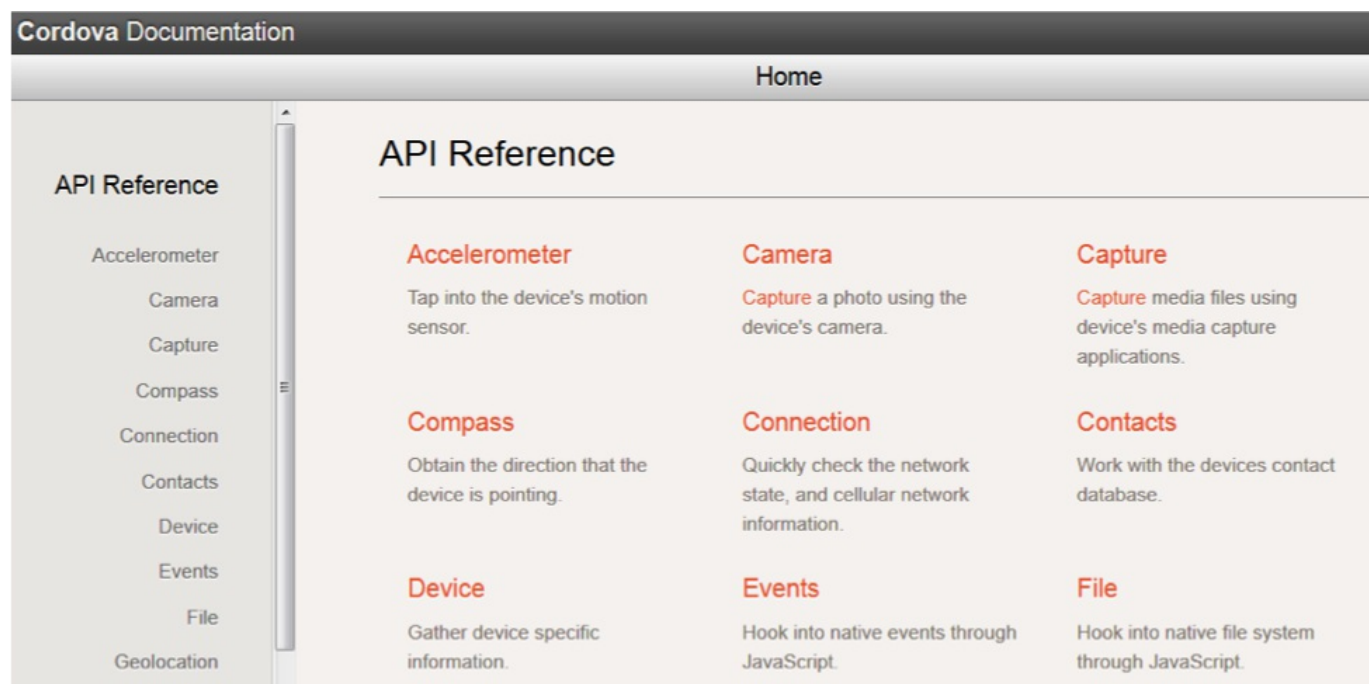 Cordova Documentation
Home
API Reference
Accelerometer
Camera
Capture
Compass
Connection
Contacts
Device
Events
File
Geolocation
API Reference
Accelerometer
Tap into the device's motion
sensor.
Camera
Capture a photo using the
device's camera.
Capture
Capture media files using
device's media capture
applications.
Compass
Obtain the direction that the
device is pointing.
Connection
Quickly check the network
state, and cellular network
information.
Contacts
Work with the devices contact
database.
Device
Gather device specific
information.
Events
Hook into native events through
JavaScript.
File
Hook into native file system
through JavaScript.